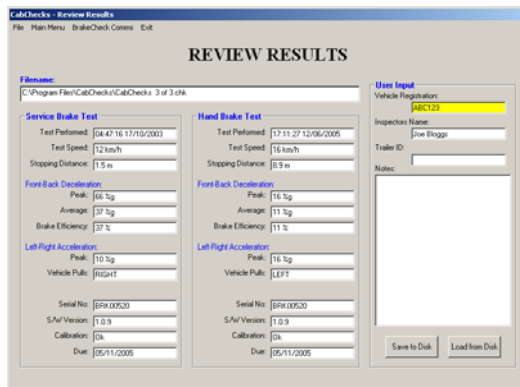 CabChecks - Review Results
File Main Menu BrakeCheck Comms Exit
REVIEW RESULTS
Filename:
C:\Program Files\CabChecks\CabChecks 3 of 3.chk
Service Brake Test
Test Performed: 04:47:16 17/10/2003
Test Speed: 12 km/h
Stopping Distance: 1.5 m
Front-Back Deceleration:
Peak: 66 %g
Average: 37 %g
Brake Efficiency: 37 %
Left-Right Acceleration:
Peak: 10 %g
Vehicle Pulls: RIGHT
Serial No: BRK00520
S/W Version: 1.0.9
Calibration: Ok
Due: 05/11/2005
Hand Brake Test
Test Performed: 17:11:27 12/06/2005
Test Speed: 16 km/h
Stopping Distance: 8.9 m
Front-Back Deceleration:
Peak: 16 %g
Average: 11 %g
Brake Efficiency: 11 %
Left-Right Acceleration:
Peak: 16 %g
Vehicle Pulls: LEFT
Serial No: BRK00520
S/W Version: 1.0.9
Calibration: Ok
Due: 05/11/2005
User Input
Vehicle Registration:
ABC123
Inspectors Name:
Joe Bloggs
Trailer ID:
Notes:
Save to Disk
Load from Disk